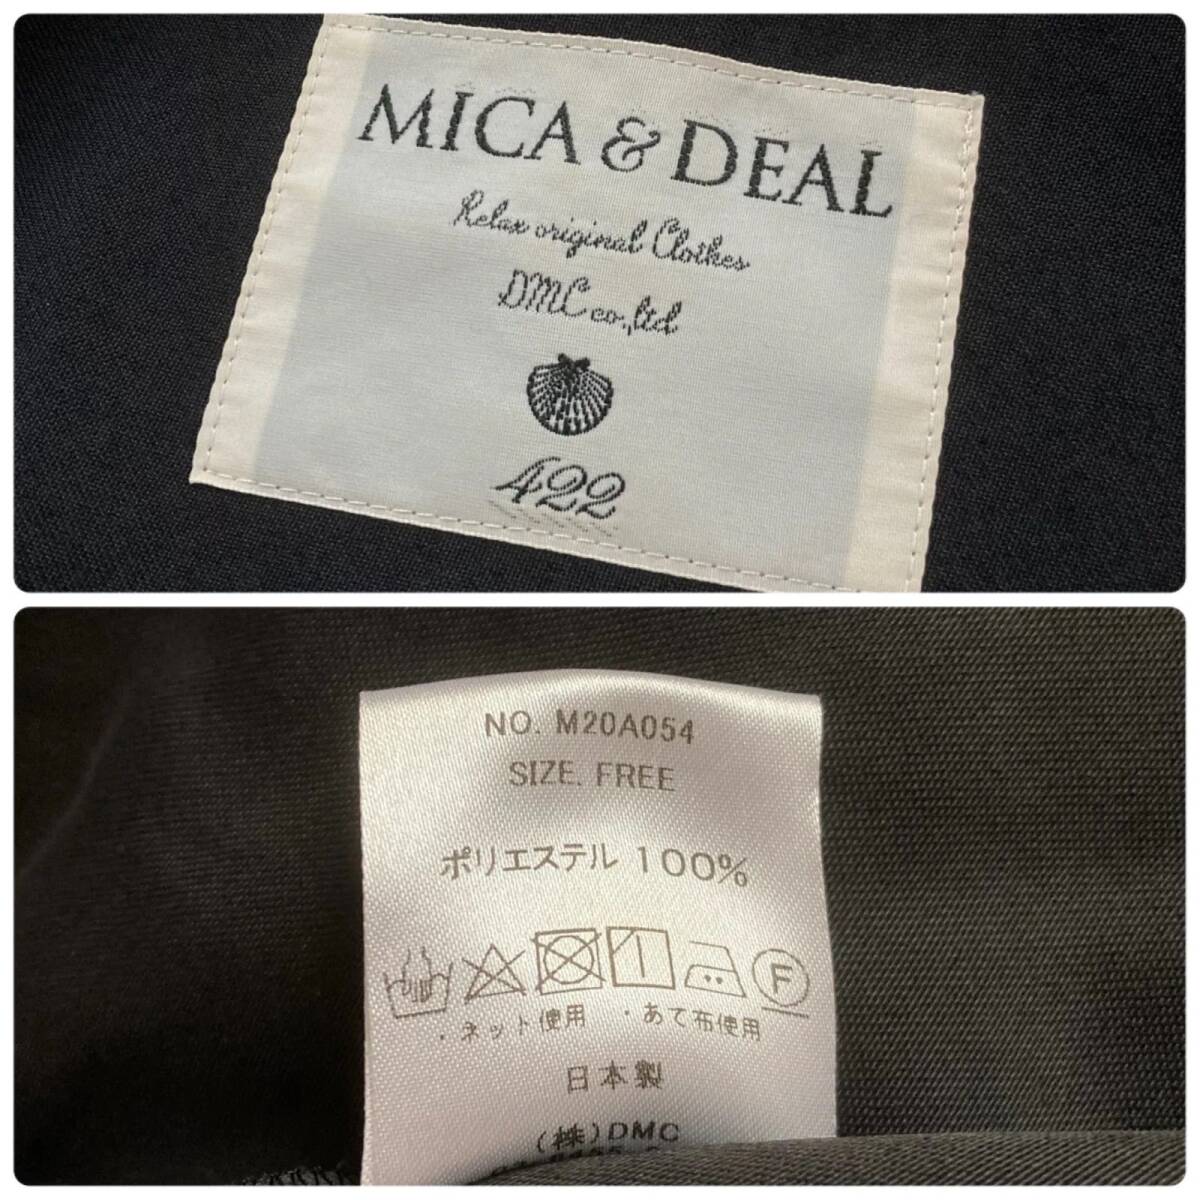 MICA & DEAL
Relax original Clothes
DMC co.,ltd
422
NO. M20A054
SIZE. FREE
ポリエステル 100%
F
・ネット使用 ・あて布使用
日本製
(株)DMC